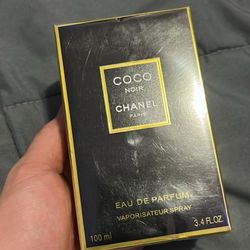 COCO
NOIR
CHANEL
PARIS
EAU DE PARFUM
VAPORISATEUR SPRAY
100 ml
3.4 FL.OZ